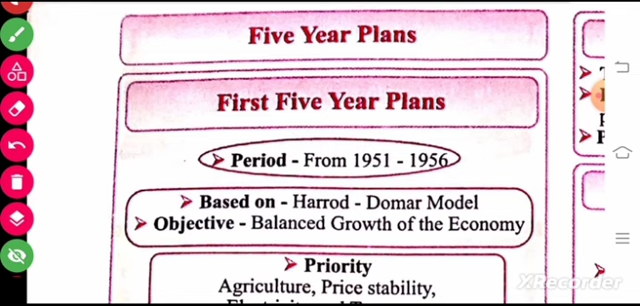 Five Year Plans
First Five Year Plans
➤ Period - From 1951 - 1956
➤ Based on - Harrod - Domar Model
➤ Objective - Balanced Growth of the Economy
➤ Priority
Agriculture, Price stability,
XRecorder